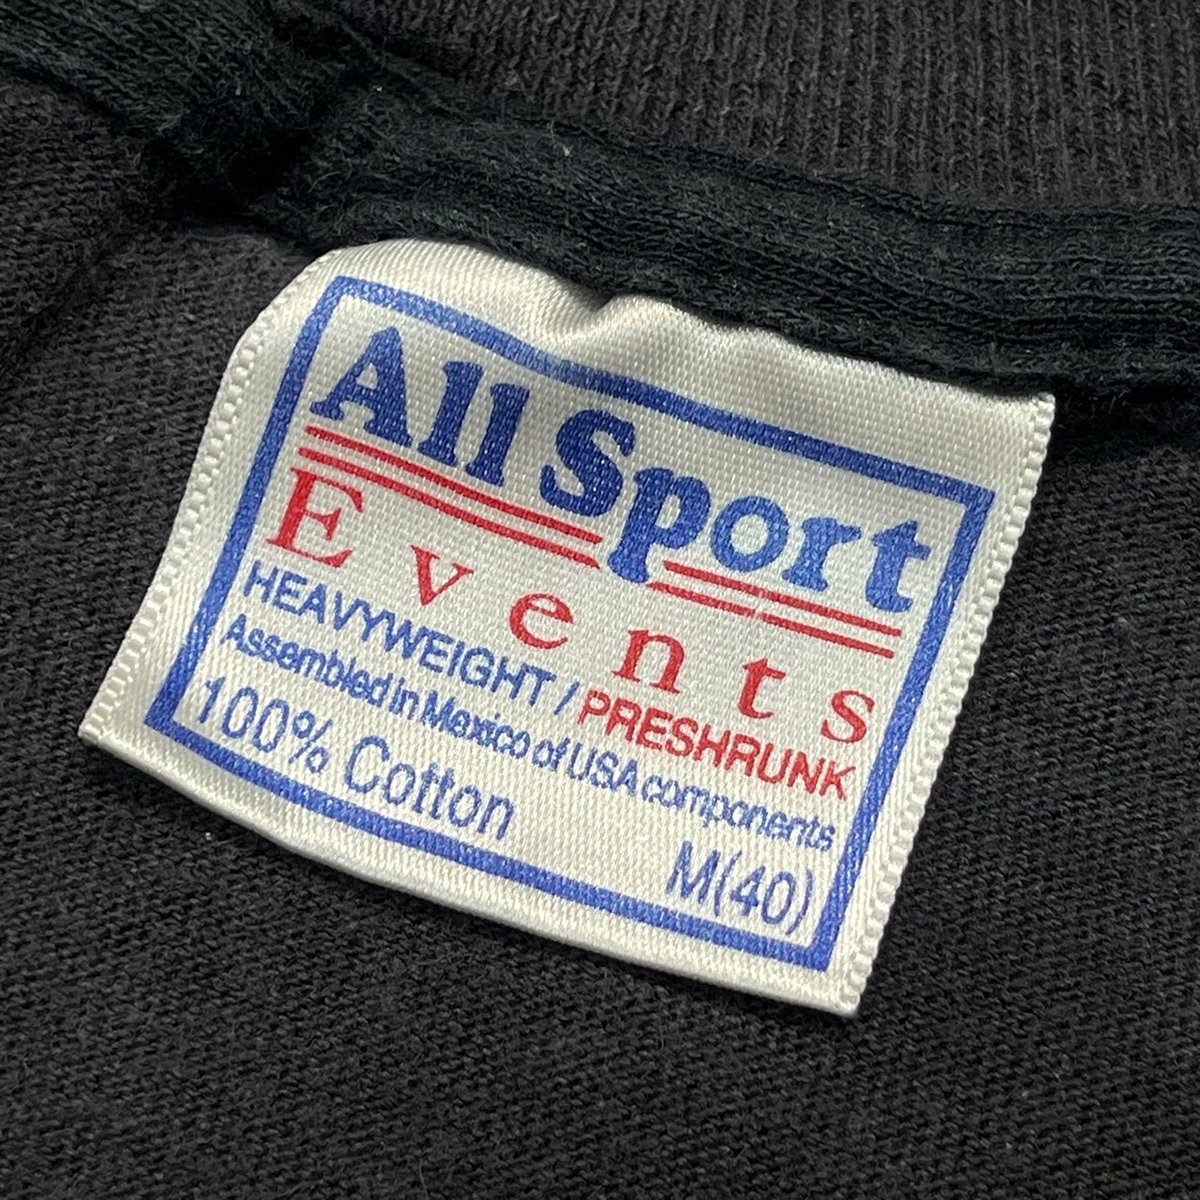 All Sport
Events
HEAVYWEIGHT / PRESHRUNK
Assembled in Mexico of USA components
100% Cotton
M(40)